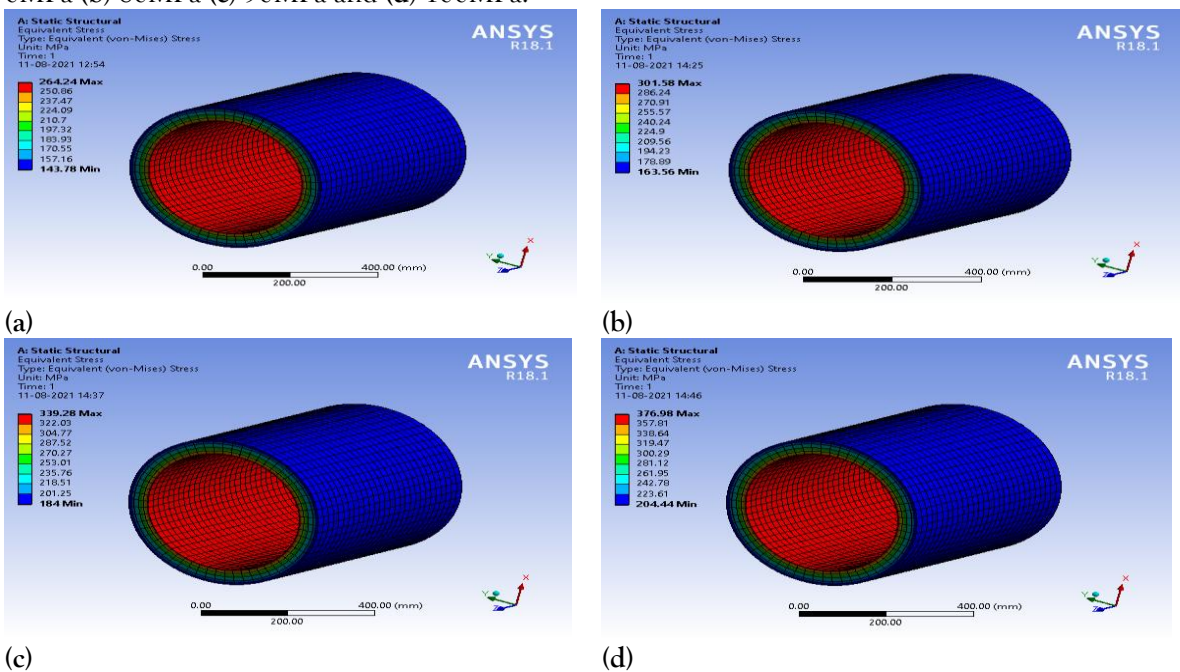 (b) 80MPa (c) 90MPa and (d) 100MPa.
A: Static Structural
Equivalent Stress
Type: Equivalent (von-Mises) Stress
Unit: MPa
Time: 1
11-08-2021 12:54
264.24 Max
250.86
237.47
224.09
210.7
197.32
183.93
170.55
157.16
143.78 Min
ANSYS
R18.1
0.00
400.00 (mm)
200.00
X
Y
Z
(a)
A: Static Structural
Equivalent Stress
Type: Equivalent (von-Mises) Stress
Unit: MPa
Time: 1
11-08-2021 14:25
301.58 Max
286.24
270.91
255.57
240.24
224.9
209.56
194.23
178.89
163.56 Min
ANSYS
R18.1
0.00
400.00 (mm)
200.00
X
Y
Z
(b)
A: Static Structural
Equivalent Stress
Type: Equivalent (von-Mises) Stress
Unit: MPa
Time: 1
11-08-2021 14:37
339.28 Max
322.03
304.77
287.52
270.27
253.01
235.76
218.51
201.25
184 Min
ANSYS
R18.1
0.00
400.00 (mm)
200.00
X
Y
Z
(c)
A: Static Structural
Equivalent Stress
Type: Equivalent (von-Mises) Stress
Unit: MPa
Time: 1
11-08-2021 14:46
376.98 Max
357.81
338.64
319.47
300.29
281.12
261.95
242.78
223.61
204.44 Min
ANSYS
R18.1
0.00
400.00 (mm)
200.00
X
Y
Z
(d)